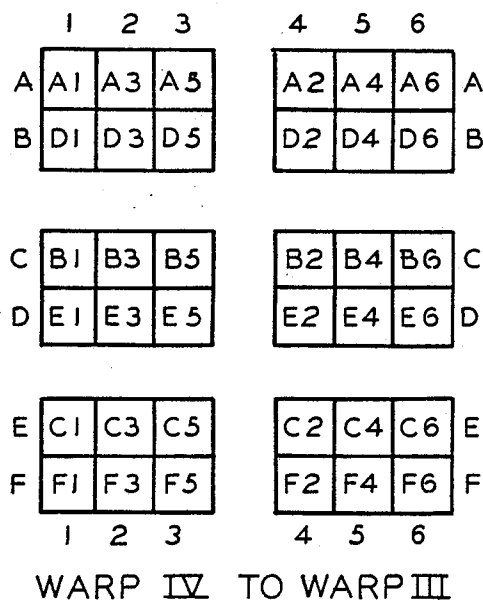 1 2 3 4 5 6
A A1 A3 A5 A2 A4 A6 A
B D1 D3 D5 D2 D4 D6 B
C B1 B3 B5 B2 B4 B6 C
D E1 E3 E5 E2 E4 E6 D
E C1 C3 C5 C2 C4 C6 E
F F1 F3 F5 F2 F4 F6 F
1 2 3 4 5 6
WARP IV TO WARP III